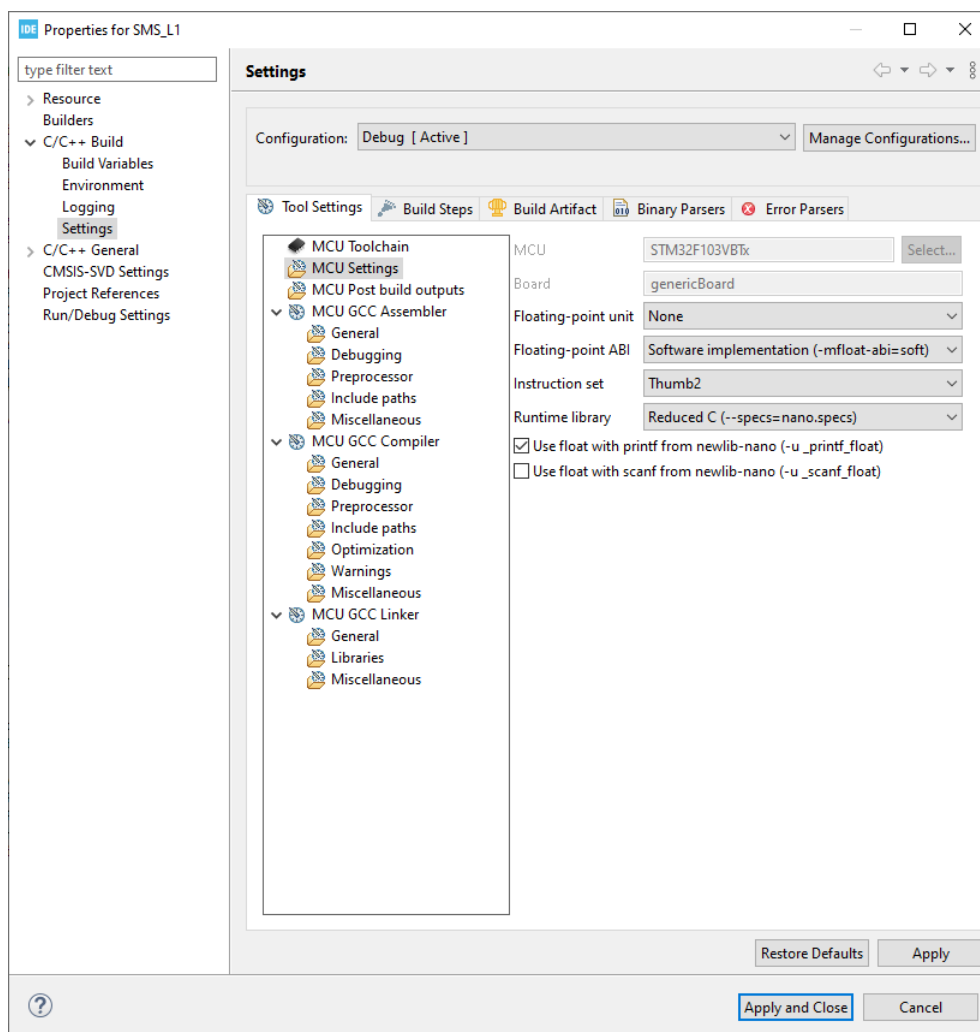 IDE Properties for SMS_L1
type filter text
Resource
Builders
C/C++ Build
Build Variables
Environment
Logging
Settings
C/C++ General
CMSIS-SVD Settings
Project References
Run/Debug Settings
Settings
Configuration: Debug [ Active ] Manage Configurations...
Tool Settings Build Steps 010 Build Artifact Binary Parsers Error Parsers
MCU Toolchain
MCU Settings
MCU Post build outputs
MCU GCC Assembler
General
Debugging
Preprocessor
Include paths
Miscellaneous
MCU GCC Compiler
General
Debugging
Preprocessor
Include paths
Optimization
Warnings
Miscellaneous
MCU GCC Linker
General
Libraries
Miscellaneous
MCU STM32F103VBTx Select...
Board genericBoard
Floating-point unit None
Floating-point ABI Software implementation (-mfloat-abi=soft)
Instruction set Thumb2
Runtime library Reduced C (--specs=nano.specs)
Use float with printf from newlib-nano (-u _printf_float)
Use float with scanf from newlib-nano (-u _scanf_float)
Restore Defaults Apply
? Apply and Close Cancel